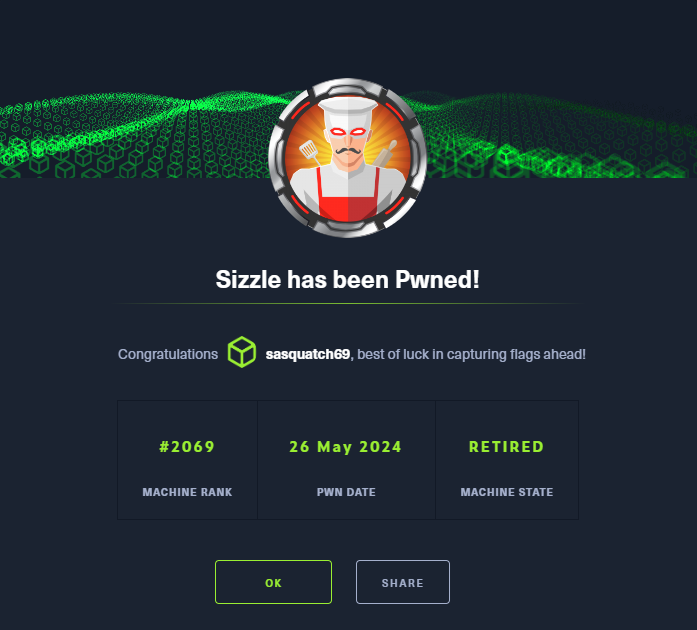 Sizzle has been Pwned!
Congratulations sasquatch69, best of luck in capturing flags ahead!
#2069 26 May 2024 RETIRED
MACHINE RANK PWN DATE MACHINE STATE
OK SHARE